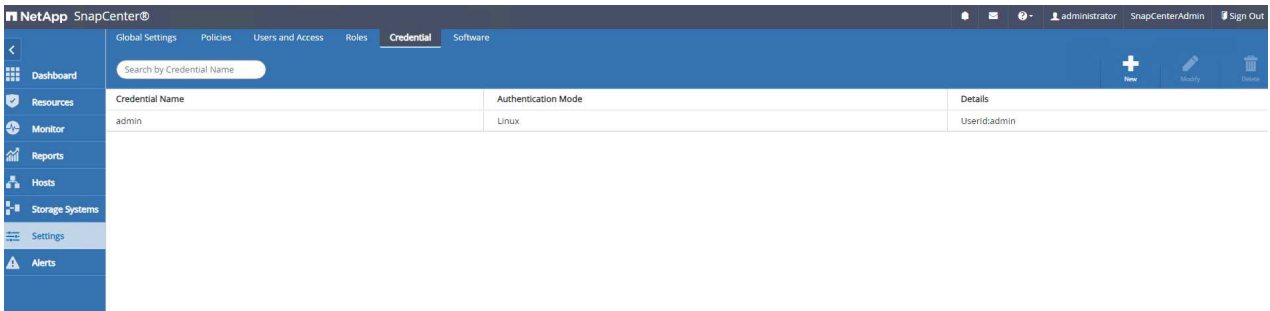 NetApp SnapCenter®
administrator SnapCenterAdmin Sign Out
Global Settings Policies Users and Access Roles Credential Software
Search by Credential Name
New Modify Delete
Dashboard
Resources
Monitor
Reports
Hosts
Storage Systems
Settings
Alerts
Credential Name Authentication Mode Details
admin Linux UserId:admin